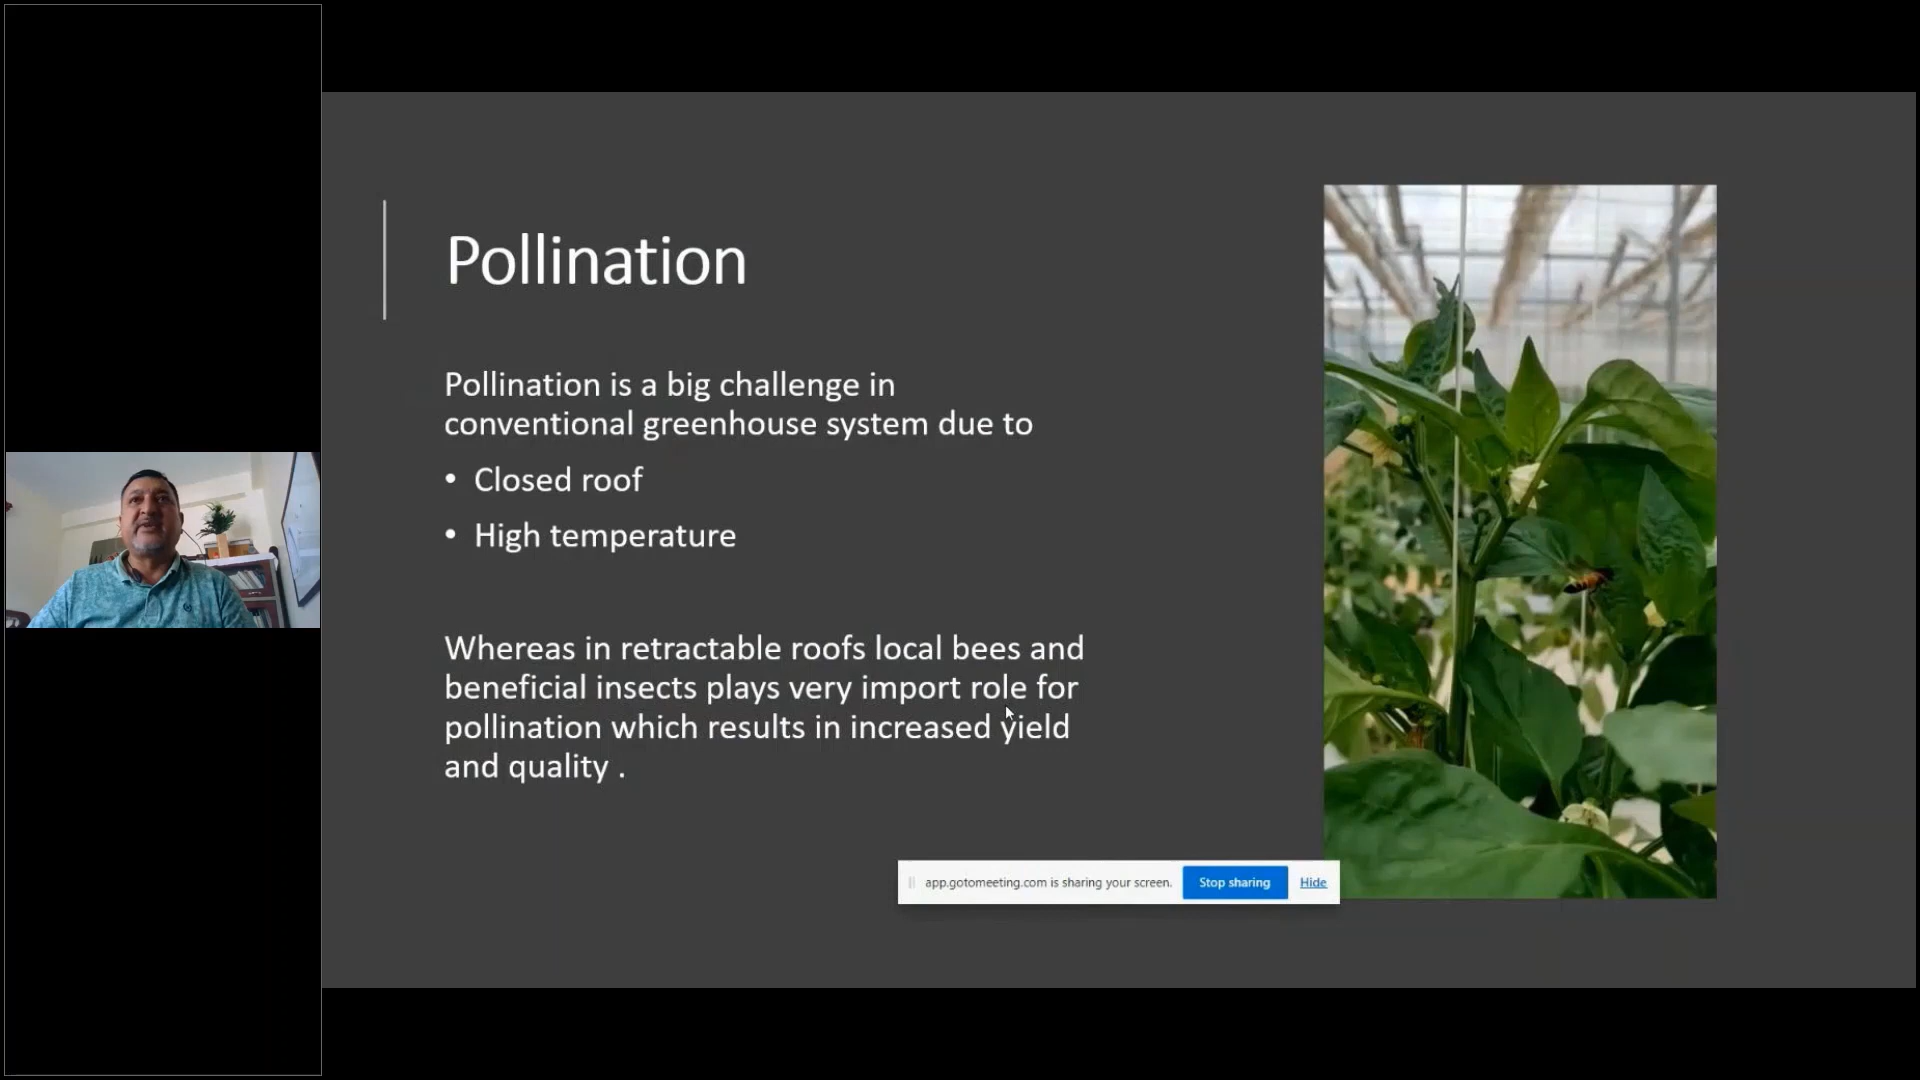 Pollination
Pollination is a big challenge in
conventional greenhouse system due to
• Closed roof
• High temperature
Whereas in retractable roofs local bees and
beneficial insects plays very import role for
pollination which results in increased yield
and quality .
app.gotomeeting.com is sharing your screen. Stop sharing Hide